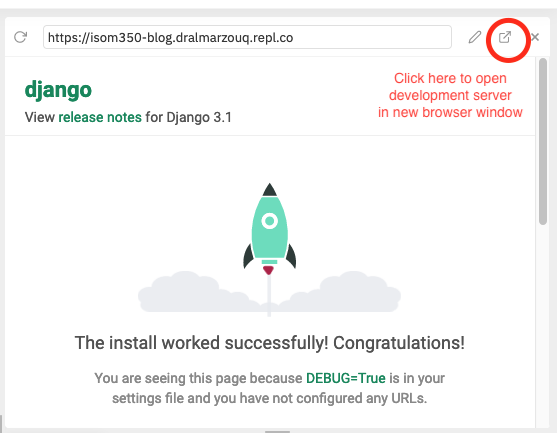 https://isom350-blog.dralmarzouq.repl.co
django
View release notes for Django 3.1
Click here to open
development server
in new browser window
The install worked successfully! Congratulations!
You are seeing this page because DEBUG=True is in your
settings file and you have not configured any URLs.